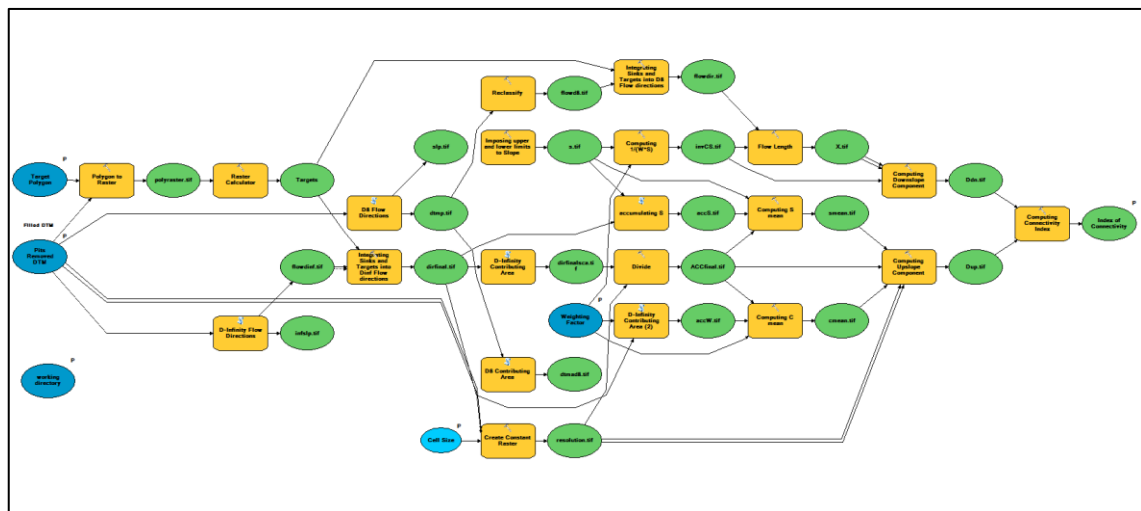 Target
Polygon
P
Polygon to
Raster
polyraster.tif
Raster
Calculator
Targets
Filled DTM
Pits
Removed
DTM
P
working
directory
P
D8 Flow
Directions
slp.tif
dtmp.tif
flowdinf.tif
Integrating
Sinks and
Targets into
Dinf Flow
directions
dirfinal.tif
D-Infinity Flow
Directions
infslp.tif
Reclassify
flowd8.tif
Integrating
Sinks and
Targets into D8
Flow directions
flowdir.tif
Imposing upper
and lower limits
to Slope
s.tif
Computing
1/(W*S)
invCS.tif
Flow Length
X.tif
Computing
Downslope
Component
Ddn.tif
accumulating S
accS.tif
Computing S
mean
smean.tif
D-Infinity
Contributing
Area
dirfinalsca.ti
f
Divide
ACCfinal.tif
Computing
Upslope
Component
Dup.tif
Computing
Connectivity
Index
P
Index of
Connectivity
Weighting
Factor
P
D-Infinity
Contributing
Area (2)
accW.tif
Computing C
mean
cmean.tif
D8 Contributing
Area
dtmad8.tif
Cell Size
P
Create Constant
Raster
resolution.tif